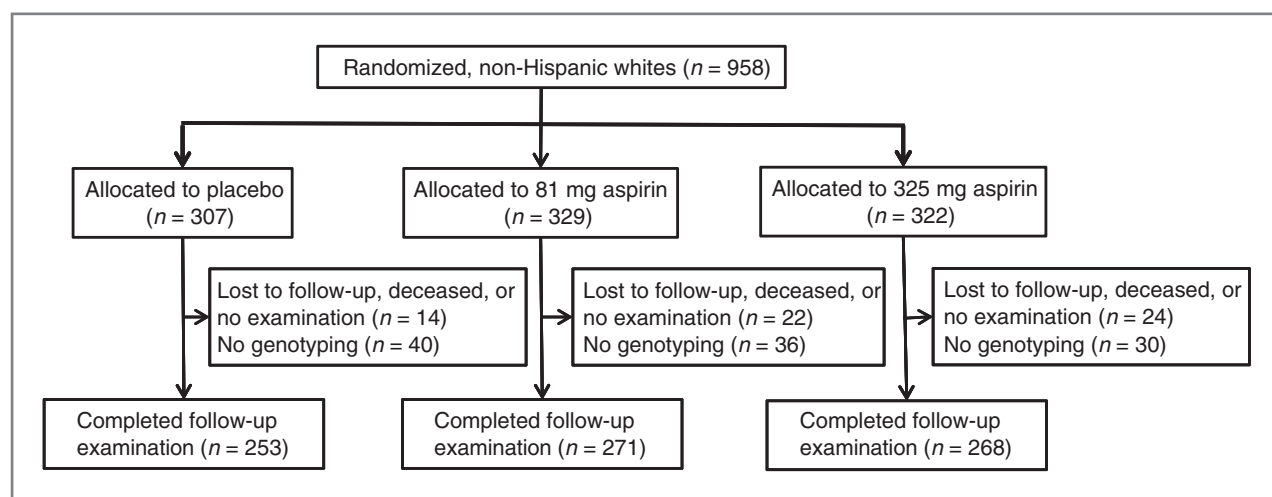 Randomized, non-Hispanic whites (n = 958)
Allocated to placebo
(n = 307)
Allocated to 81 mg aspirin
(n = 329)
Allocated to 325 mg aspirin
(n = 322)
Lost to follow-up, deceased, or
no examination (n = 14)
No genotyping (n = 40)
Lost to follow-up, deceased, or
no examination (n = 22)
No genotyping (n = 36)
Lost to follow-up, deceased, or
no examination (n = 24)
No genotyping (n = 30)
Completed follow-up
examination (n = 253)
Completed follow-up
examination (n = 271)
Completed follow-up
examination (n = 268)